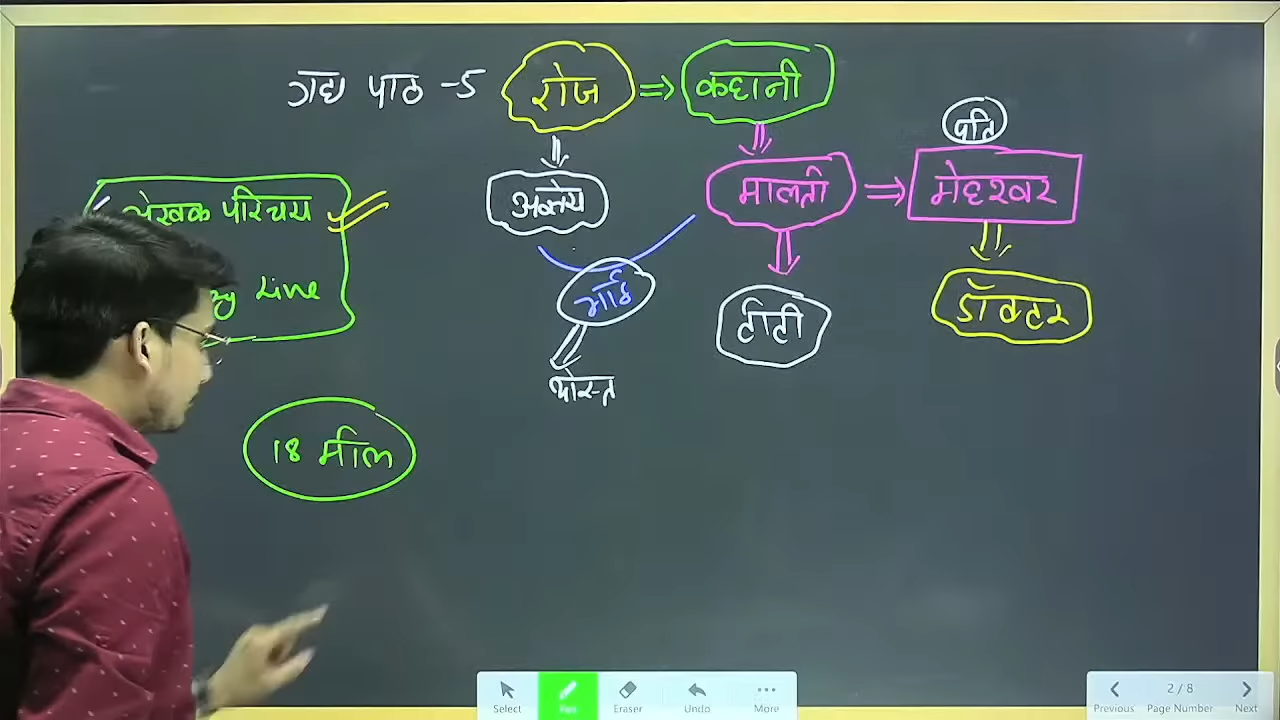 गद्य पाठ -5 रोज ⇒ कहानी
पति
लेखक परिचय
अज्ञेय
मालती ⇒ मेहश्वर
Line
भाई
टीटी
डॉक्टर
दोस्त
18 मील
Select
Pen
Eraser
Undo
More
2 / 8
Previous
Page Number
Next